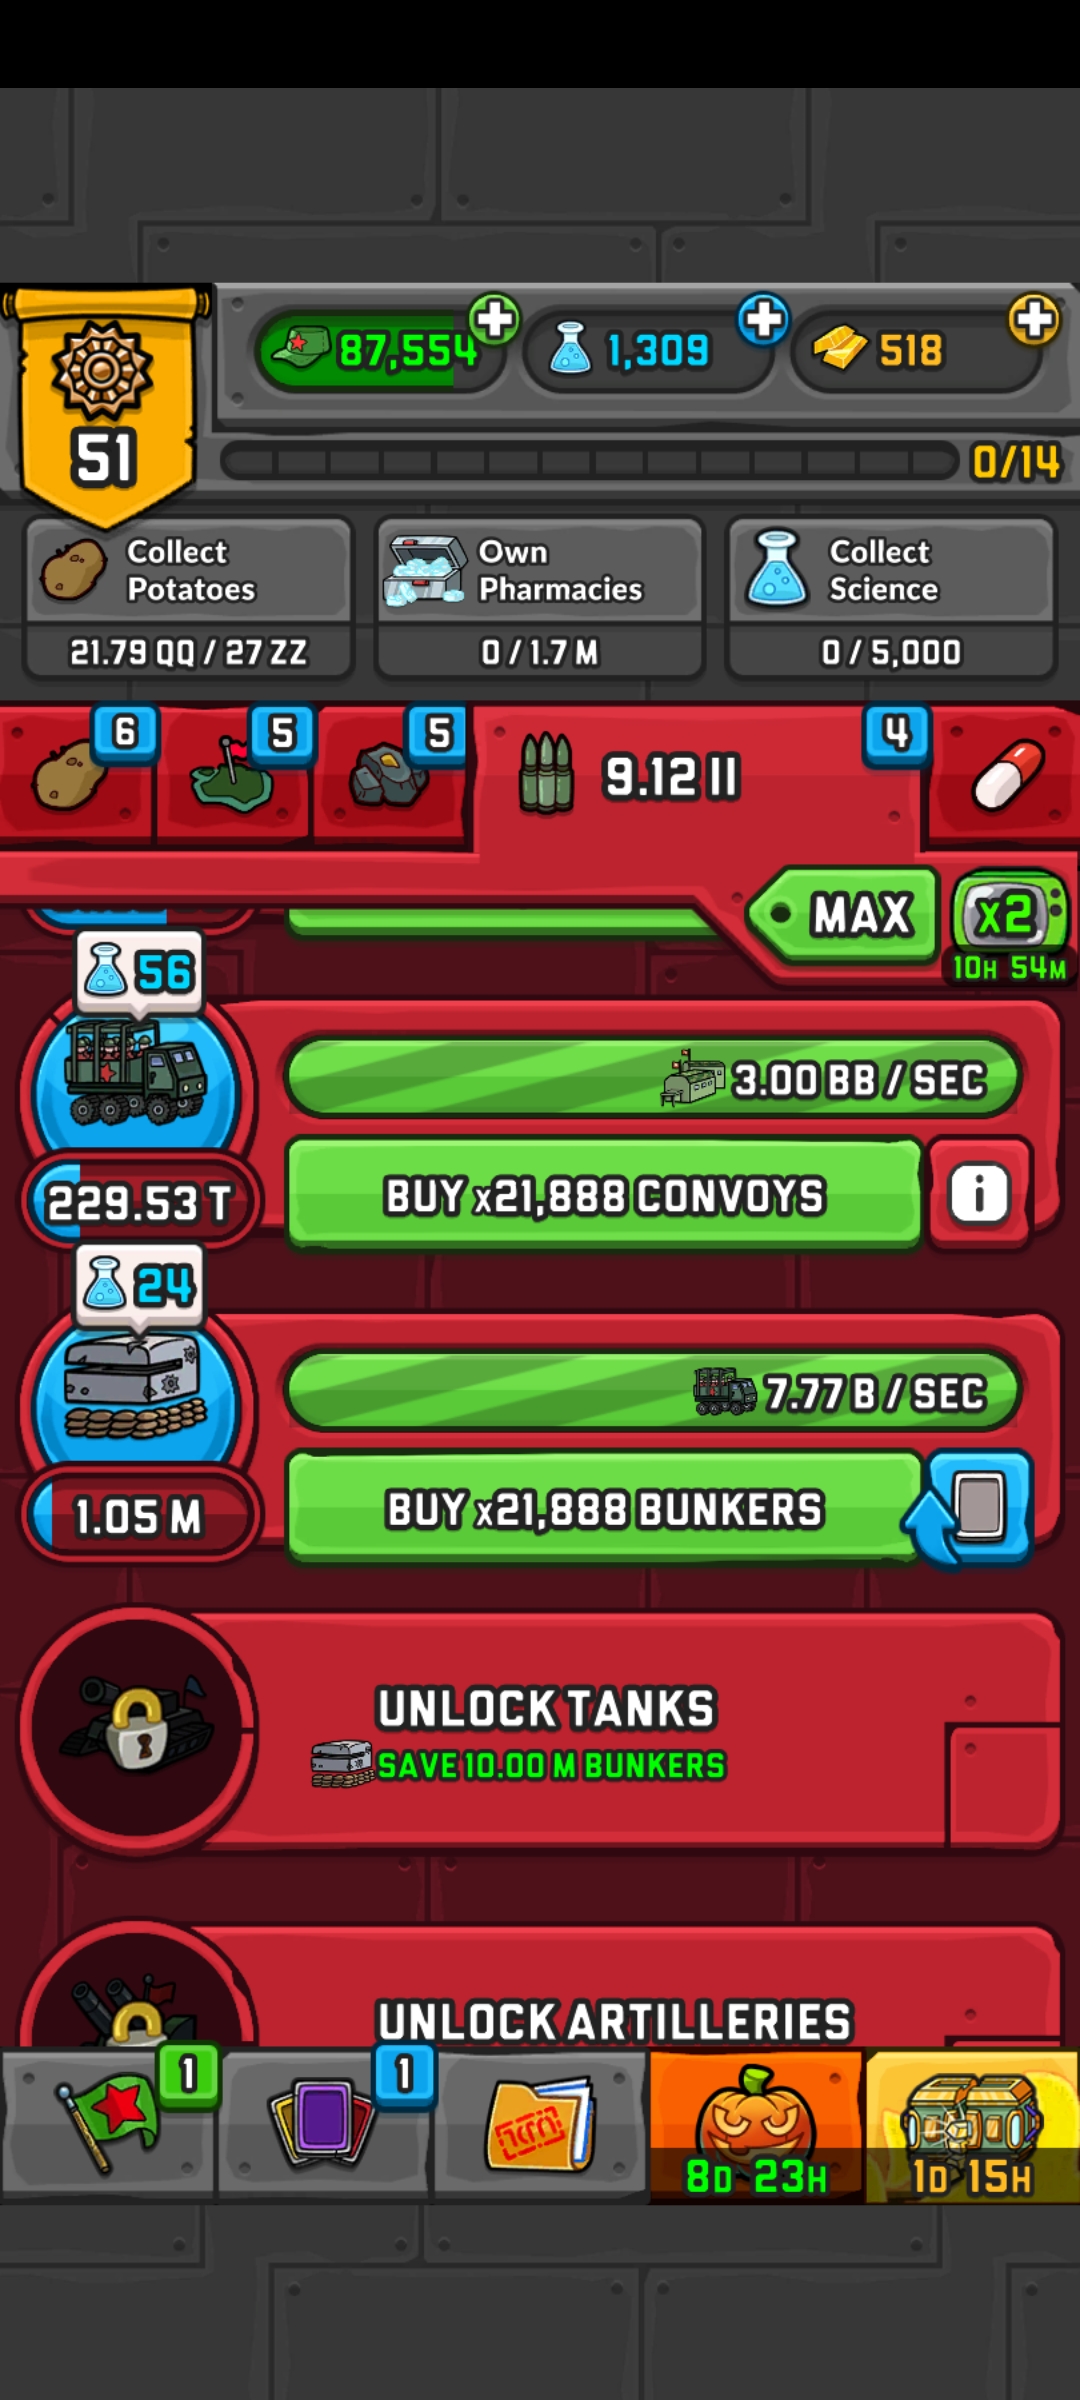 87,554
1,309
518
51
0/14
Collect Potatoes
21.79 QQ / 27 ZZ
Own Pharmacies
0 / 1.7 M
Collect Science
0 / 5,000
6
5
5
9.12 II
4
MAX
x2
10H 54M
56
3.00 BB / SEC
229.53 T
BUY x21,888 CONVOYS
24
7.77 B / SEC
1.05 M
BUY x21,888 BUNKERS
UNLOCK TANKS
SAVE 10.00 M BUNKERS
UNLOCK ARTILLERIES
1
1
8D 23H
1D 15H